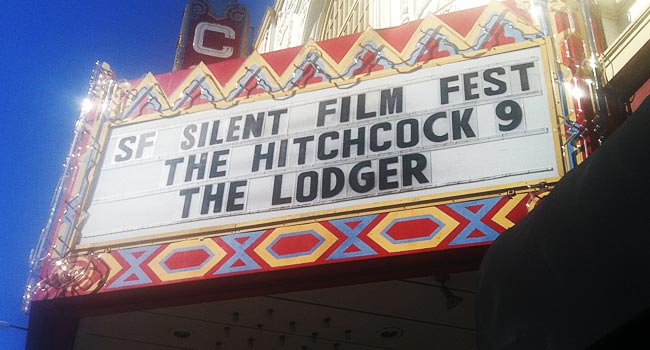 C
SF SILENT FILM FEST
THE HITCHCOCK 9
THE LODGER